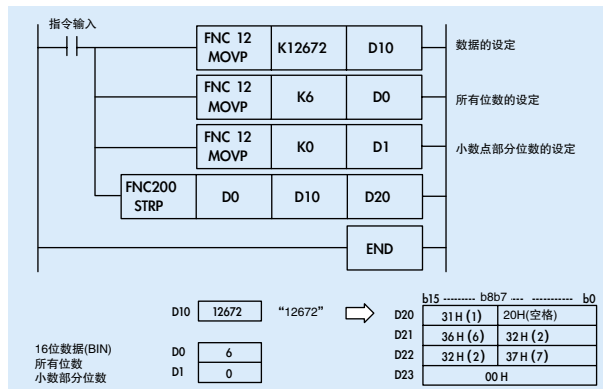 指令输入
FNC 12
MOVP K12672 D10 数据的设定
FNC 12
MOVP K6 D0 所有位数的设定
FNC 12
MOVP K0 D1 小数点部分位数的设定
FNC200
STRP D0 D10 D20
END
b15 --------- b8b7 ---- ----------- b0
D10 12672 “12672” D20 31H (1) 20H(空格)
D21 36H (6) 32H (2)
16位数据(BIN) D22 32H (2) 37H (7)
所有位数 D0 6 D23 00H
小数部分位数 D1 0